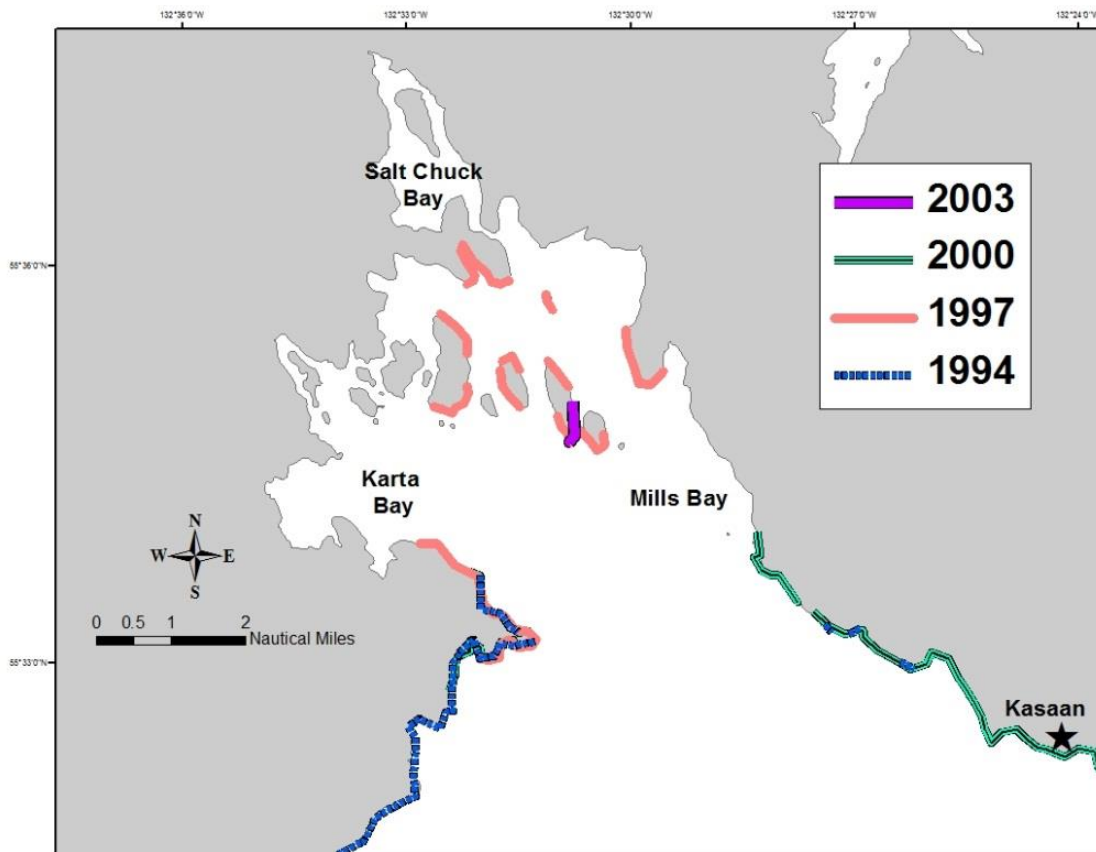 132°36'0"W
132°33'0"W
132°30'0"W
132°27'0"W
132°24'0"W
Salt Chuck
Bay
2003
2000
1997
1994
55°36'0"N
Karta
Bay
Mills Bay
N
W
E
S
0 0.5 1 2
Nautical Miles
55°33'0"N
Kasaan